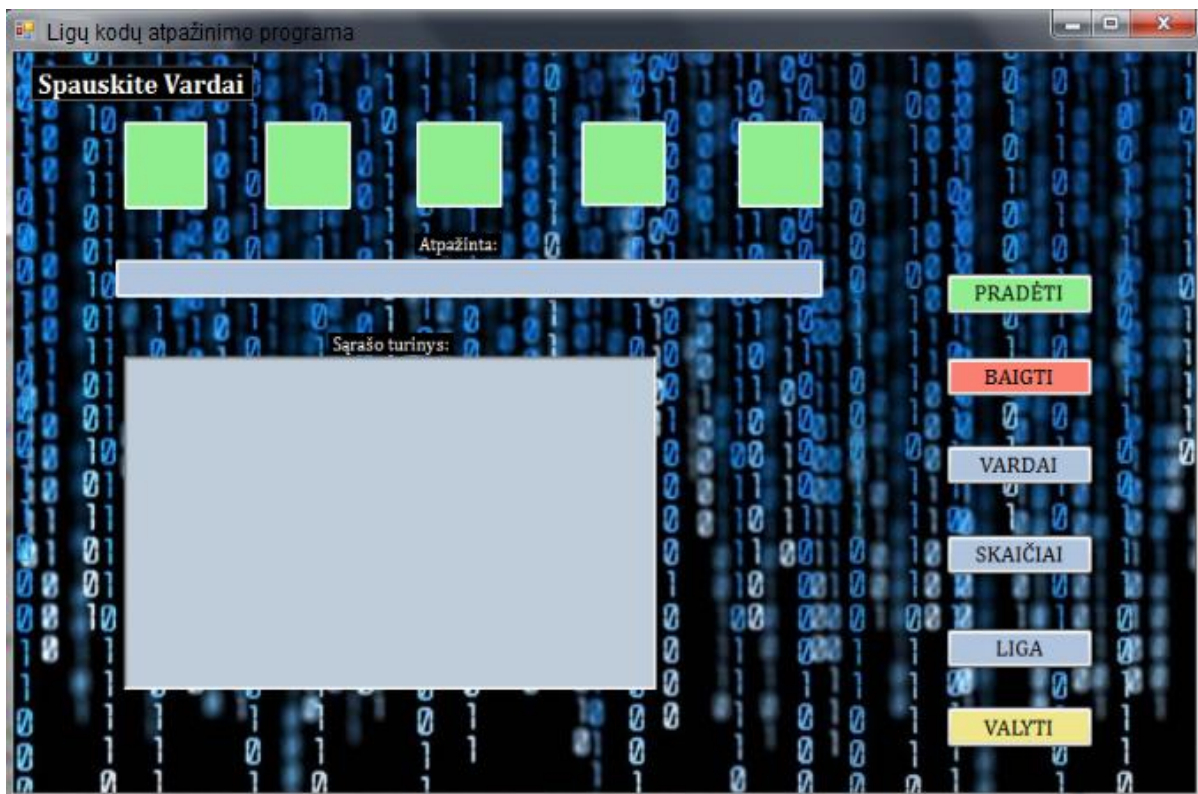 Ligų kodų atpažinimo programa
Spauskite Vardai
Atpažinta:
PRADĖTI
Sąrašo turinys:
BAIGTI
VARDAI
SKAIČIAI
LIGA
VALYTI